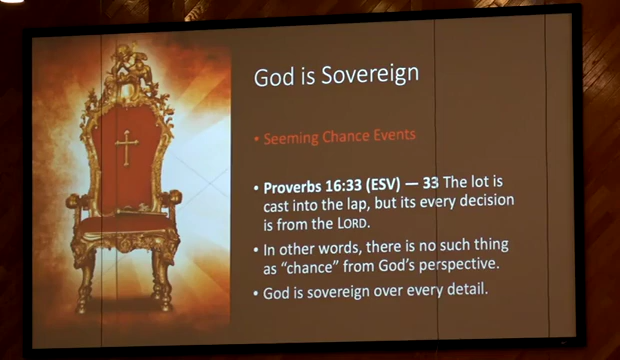 God is Sovereign
• Seeming Chance Events
• Proverbs 16:33 (ESV) — 33 The lot is
cast into the lap, but its every decision
is from the LORD.
• In other words, there is no such thing
as “chance” from God’s perspective.
• God is sovereign over every detail.